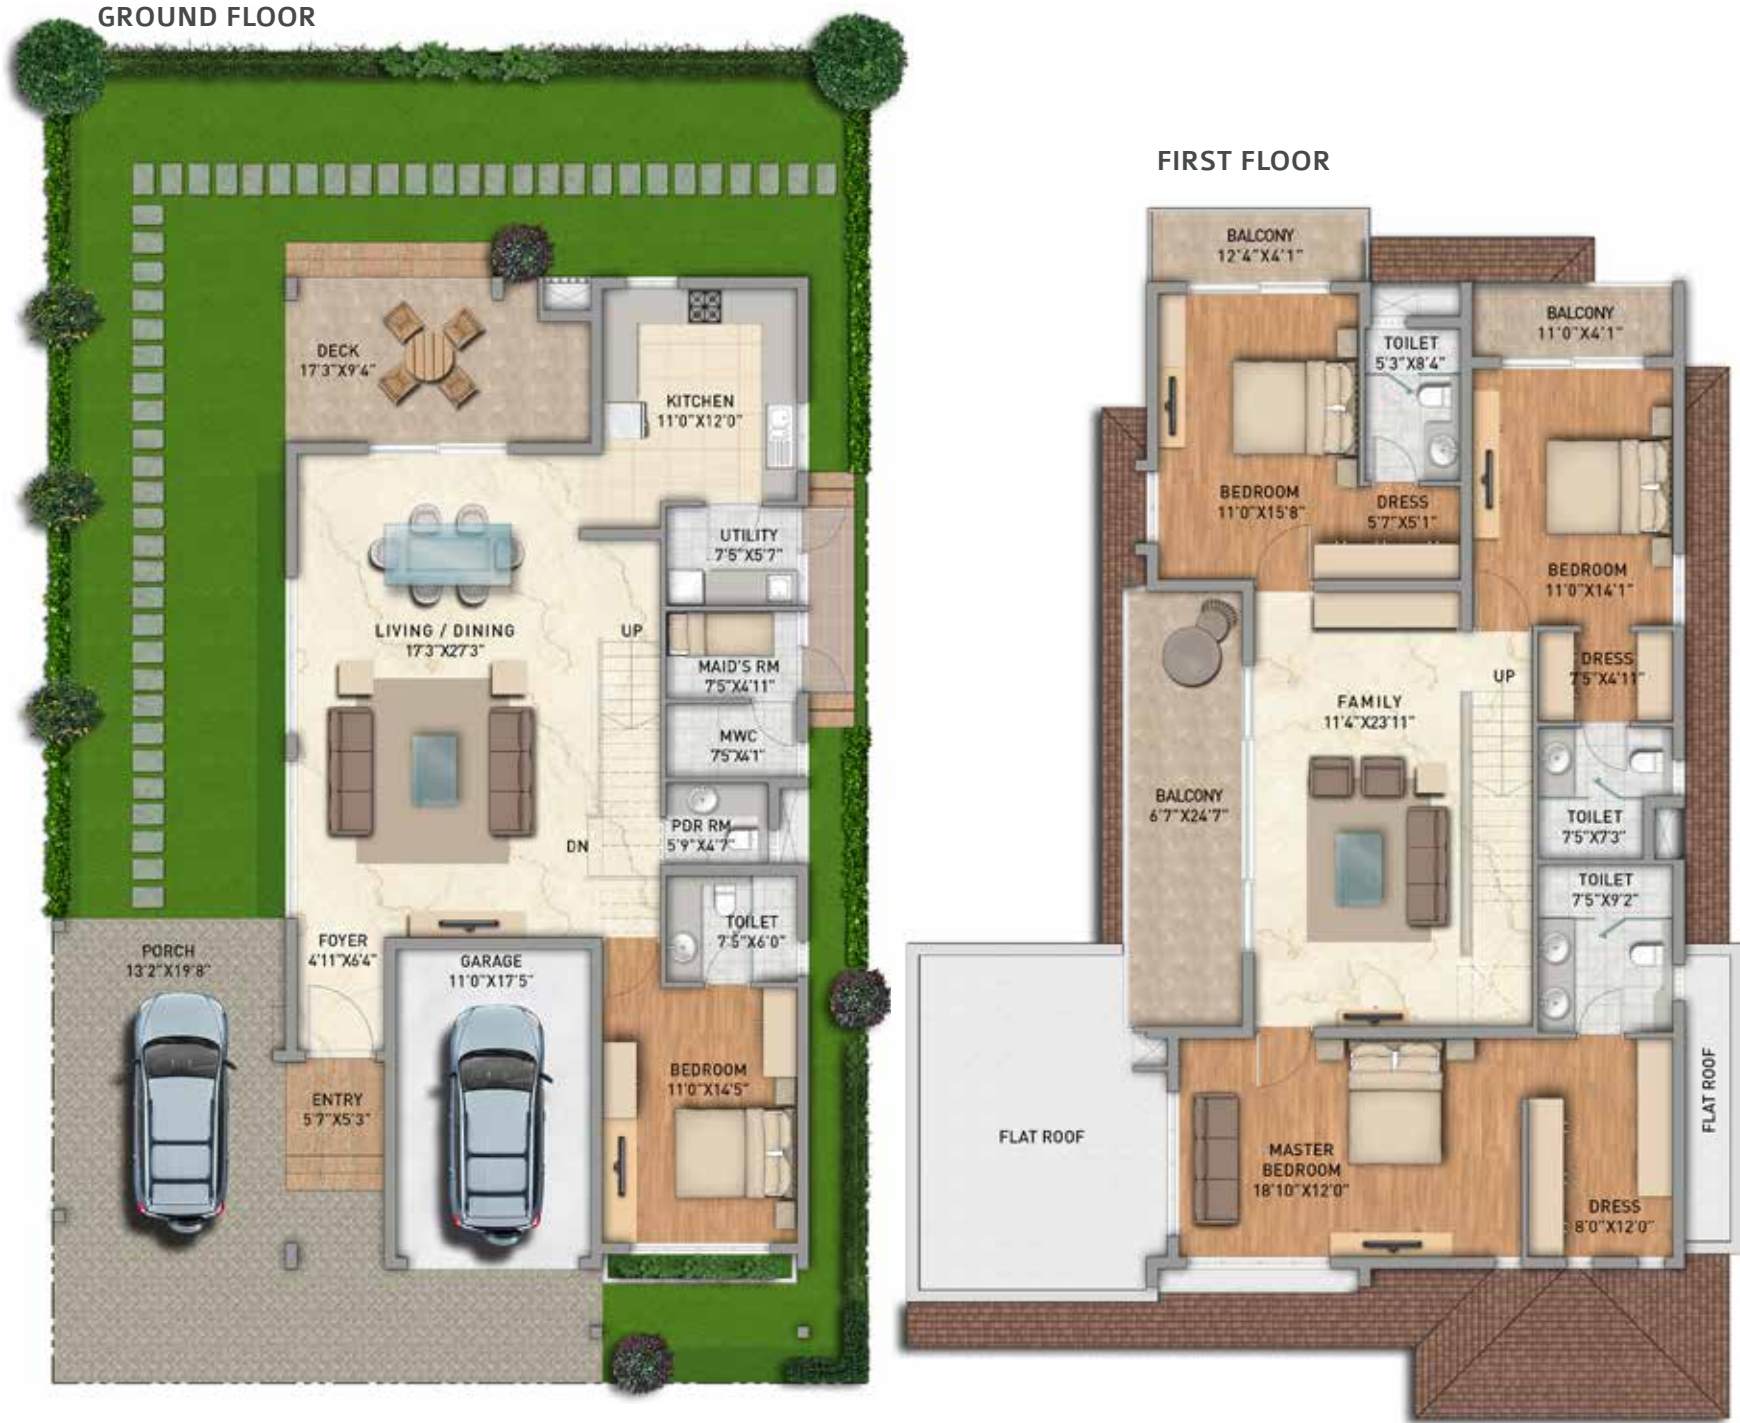 GROUND FLOOR
DECK
17'3"X9'4"
KITCHEN
11'0"X12'0"
UTILITY
7'5"X5'7"
LIVING / DINING
17'3"X27'3"
UP
MAID'S RM
7'5"X4'11"
MWC
7'5"X4'1"
PDR RM
5'9"X4'7"
DN
TOILET
7'5"X6'0"
FOYER
4'11"X6'4"
PORCH
13'2"X19'8"
GARAGE
11'0"X17'5"
BEDROOM
11'0"X14'5"
ENTRY
5'7"X5'3"
FIRST FLOOR
BALCONY
12'4"X4'1"
BALCONY
11'0"X4'1"
TOILET
5'3"X8'4"
BEDROOM
11'0"X15'8"
DRESS
5'7"X5'1"
BEDROOM
11'0"X14'1"
DRESS
7'5"X4'11"
UP
FAMILY
11'4"X23'11"
BALCONY
6'7"X24'7"
TOILET
7'5"X7'3"
TOILET
7'5"X9'2"
FLAT ROOF
FLAT ROOF
MASTER
BEDROOM
18'10"X12'0"
DRESS
8'0"X12'0"